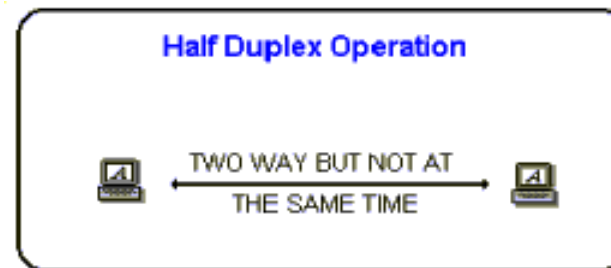 Half Duplex Operation
TWO WAY BUT NOT AT
THE SAME TIME
A
A